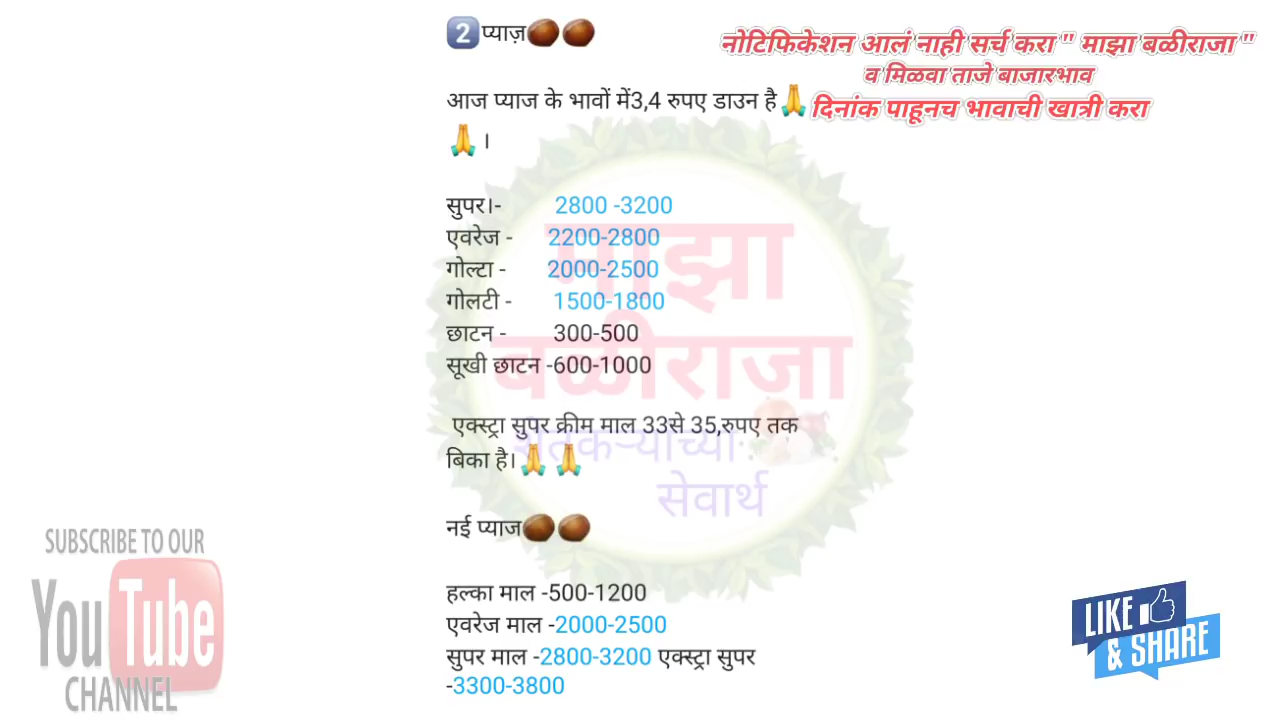 2 प्याज़
नोटिफिकेशन आलं नाही सर्च करा " माझा बळीराजा "
व मिळवा ताजे बाजारभाव
दिनांक पाहूनच भावाची खात्री करा
आज प्याज के भावों में3,4 रुपए डाउन है🙏
🙏 ।
सुपर।- 2800 -3200
एवरेज - 2200-2800
गोल्टा - 2000-2500
गोलटी - 1500-1800
छाटन - 300-500
सूखी छाटन -600-1000
एक्स्ट्रा सुपर क्रीम माल 33से 35,रुपए तक
बिका है।🙏 🙏
नई प्याज
हल्का माल -500-1200
एवरेज माल -2000-2500
सुपर माल -2800-3200 एक्स्ट्रा सुपर
-3300-3800
माझा
बळीराजा
शेतकऱ्यांच्या
सेवार्थ
SUBSCRIBE TO OUR
YouTube
CHANNEL
LIKE
& SHARE